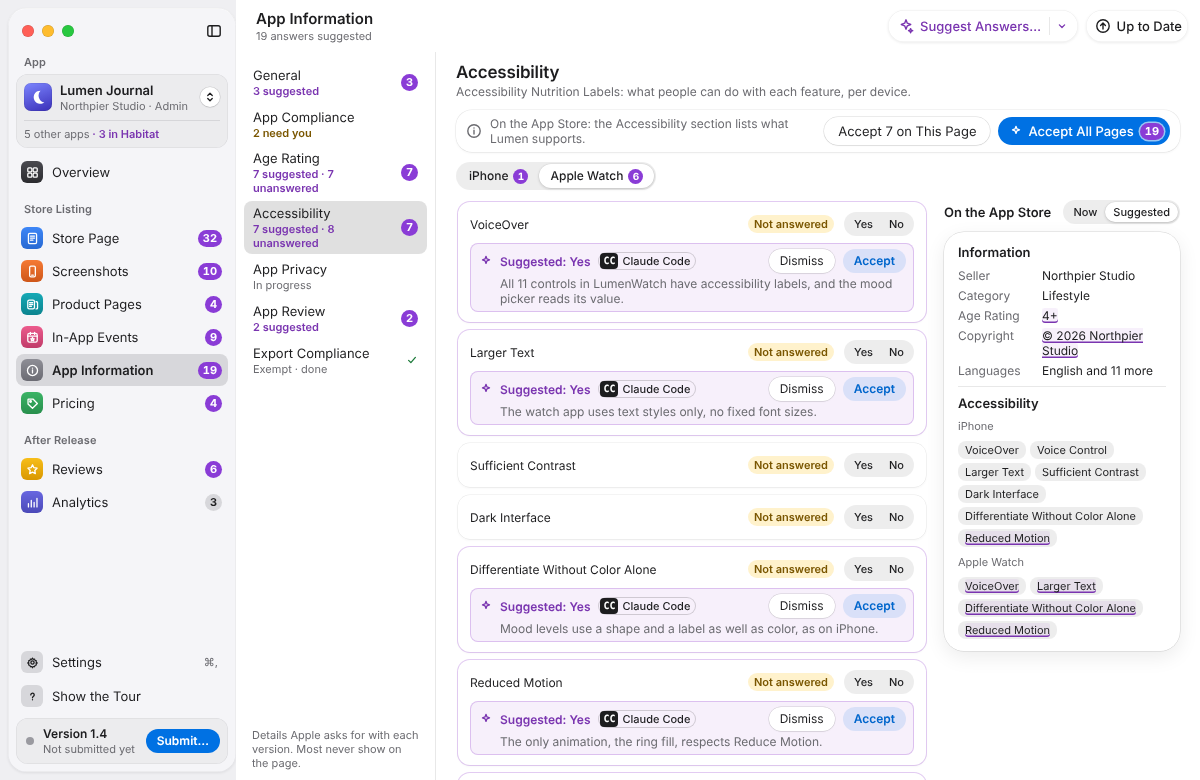 App
Lumen Journal
Northpier Studio · Admin
5 other apps · 3 in Habitat
Overview
Store Listing
Store Page 32
Screenshots 10
Product Pages 4
In-App Events 9
App Information 19
Pricing 4
After Release
Reviews 6
Analytics 3
Settings ⌘,
? Show the Tour
Version 1.4
Not submitted yet
Submit...
App Information
19 answers suggested
Suggest Answers...
Up to Date
General
3 suggested
3
App Compliance
2 need you
Age Rating
7 suggested · 7
unanswered
7
Accessibility
7 suggested · 8
unanswered
7
App Privacy
In progress
App Review
2 suggested
2
Export Compliance
Exempt · done
Details Apple asks for with each
version. Most never show on
the page.
Accessibility
Accessibility Nutrition Labels: what people can do with each feature, per device.
On the App Store: the Accessibility section lists what
Lumen supports.
Accept 7 on This Page
Accept All Pages 19
iPhone 1
Apple Watch 6
VoiceOver Not answered Yes No
Suggested: Yes CC Claude Code Dismiss Accept
All 11 controls in LumenWatch have accessibility labels, and the mood
picker reads its value.
Larger Text Not answered Yes No
Suggested: Yes CC Claude Code Dismiss Accept
The watch app uses text styles only, no fixed font sizes.
Sufficient Contrast Not answered Yes No
Dark Interface Not answered Yes No
Differentiate Without Color Alone Not answered Yes No
Suggested: Yes CC Claude Code Dismiss Accept
Mood levels use a shape and a label as well as color, as on iPhone.
Reduced Motion Not answered Yes No
Suggested: Yes CC Claude Code Dismiss Accept
The only animation, the ring fill, respects Reduce Motion.
On the App Store Now Suggested
Information
Seller Northpier Studio
Category Lifestyle
Age Rating 4+
Copyright © 2026 Northpier
Studio
Languages English and 11 more
Accessibility
iPhone
VoiceOver Voice Control
Larger Text Sufficient Contrast
Dark Interface
Differentiate Without Color Alone
Reduced Motion
Apple Watch
VoiceOver Larger Text
Differentiate Without Color Alone
Reduced Motion